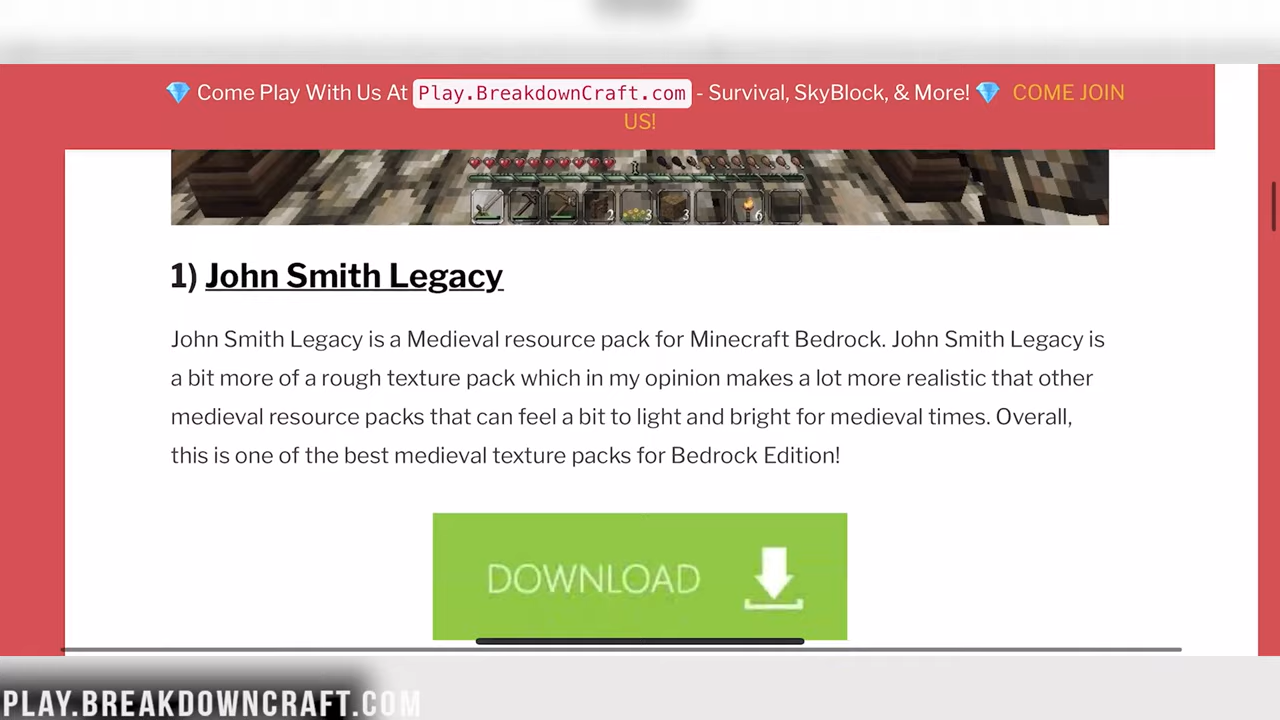 💎 Come Play With Us At Play.BreakdownCraft.com - Survival, SkyBlock, & More! 💎 COME JOIN
US!
2 3 3 6
1) John Smith Legacy
John Smith Legacy is a Medieval resource pack for Minecraft Bedrock. John Smith Legacy is
a bit more of a rough texture pack which in my opinion makes a lot more realistic that other
medieval resource packs that can feel a bit to light and bright for medieval times. Overall,
this is one of the best medieval texture packs for Bedrock Edition!
DOWNLOAD
PLAY.BREAKDOWNCRAFT.COM